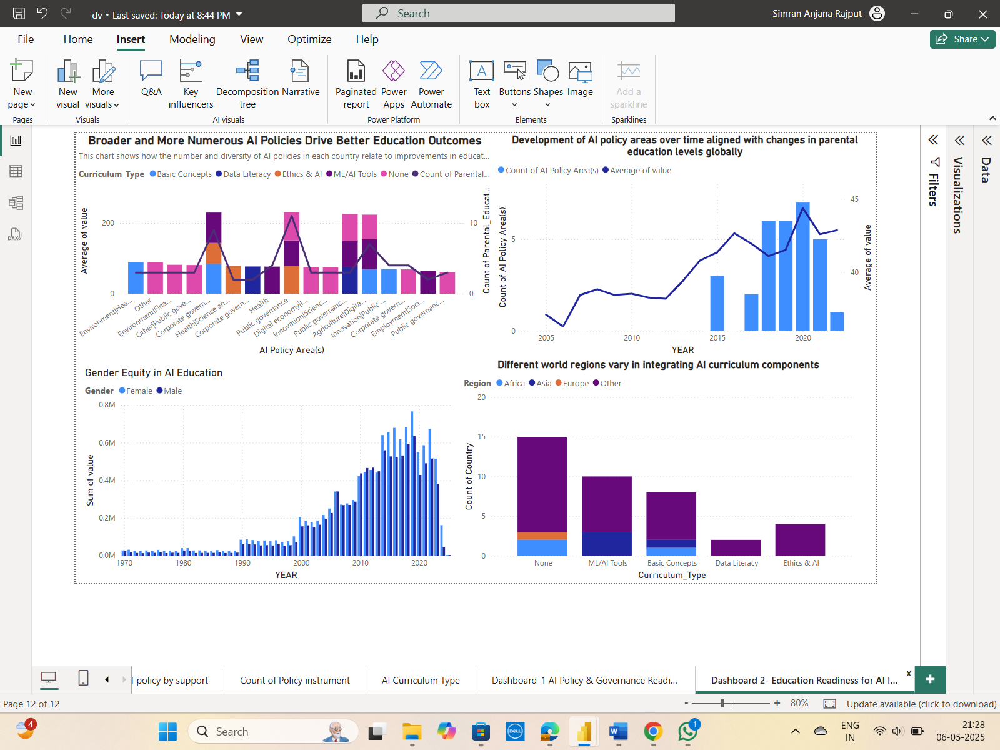 dv • Last saved: Today at 8:44 PM
Search
Simran Anjana Rajput
File
Home
Insert
Modeling
View
Optimize
Help
Share
New page
New visual
More visuals
Q&A
Key influencers
Decomposition tree
Narrative
Paginated report
Power Apps
Power Automate
Text box
Buttons
Shapes
Image
Add a sparkline
Pages
Visuals
AI visuals
Power Platform
Elements
Sparklines
DAX
Broader and More Numerous AI Policies Drive Better Education Outcomes
This chart shows how the number and diversity of AI policies in each country relate to improvements in educat...
Curriculum_Type Basic Concepts Data Literacy Ethics & AI ML/AI Tools None Count of Parental...
Average of value
200
0
10
0
Count of Parental_Educat...
Environment|Hea...
Other
Environment|Fina...
Other|Public gove...
Corporate govern...
Health|Science an...
Corporate govern...
Health
Public governance
Digital economy|I...
Innovation|Scienc...
Public governanc...
Agriculture|Digita...
Innovation|Public ...
Corporate govern...
Employment|Soci...
Public governanc...
AI Policy Area(s)
Development of AI policy areas over time aligned with changes in parental
education levels globally
Count of AI Policy Area(s) Average of value
Count of AI Policy Area(s)
5
0
45
40
Average of value
2005
2010
2015
2020
YEAR
Gender Equity in AI Education
Gender Female Male
Sum of value
0.8M
0.6M
0.4M
0.2M
0.0M
1970
1980
1990
2000
2010
2020
YEAR
Different world regions vary in integrating AI curriculum components
Region Africa Asia Europe Other
Count of Country
20
15
10
5
0
None
ML/AI Tools
Basic Concepts
Data Literacy
Ethics & AI
Curriculum_Type
Filters
Visualizations
Data
f policy by support
Count of Policy instrument
AI Curriculum Type
Dashboard-1 AI Policy & Governance Readi...
Dashboard 2- Education Readiness for AI I...
x
+
Page 12 of 12
- + 80%
Update available (click to download)
4
Search
DELL
W
1
ENG
IN
21:28
06-05-2025